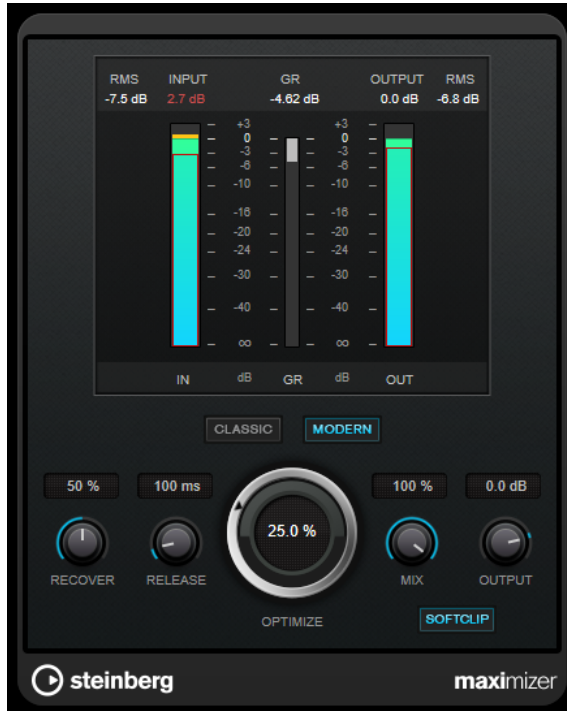 RMS INPUT GR OUTPUT RMS
-7.5 dB 2.7 dB -4.62 dB 0.0 dB -6.8 dB
+3 +3
0 0
-3 -3
-6 -6
-10 -10
-16 -16
-20 -20
-24 -24
-30 -30
-40 -40
∞ ∞
IN dB GR dB OUT
CLASSIC MODERN
50 % 100 ms 100 % 0.0 dB
25.0 %
RECOVER RELEASE MIX OUTPUT
OPTIMIZE SOFTCLIP
steinberg maximizer